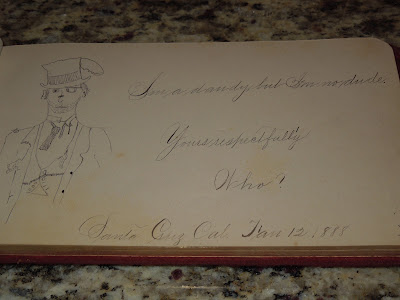 I'm a dandy, but I'm no dude.
Yours respectfully
Who?
Santa Cruz Cal. Nov 12, 1888